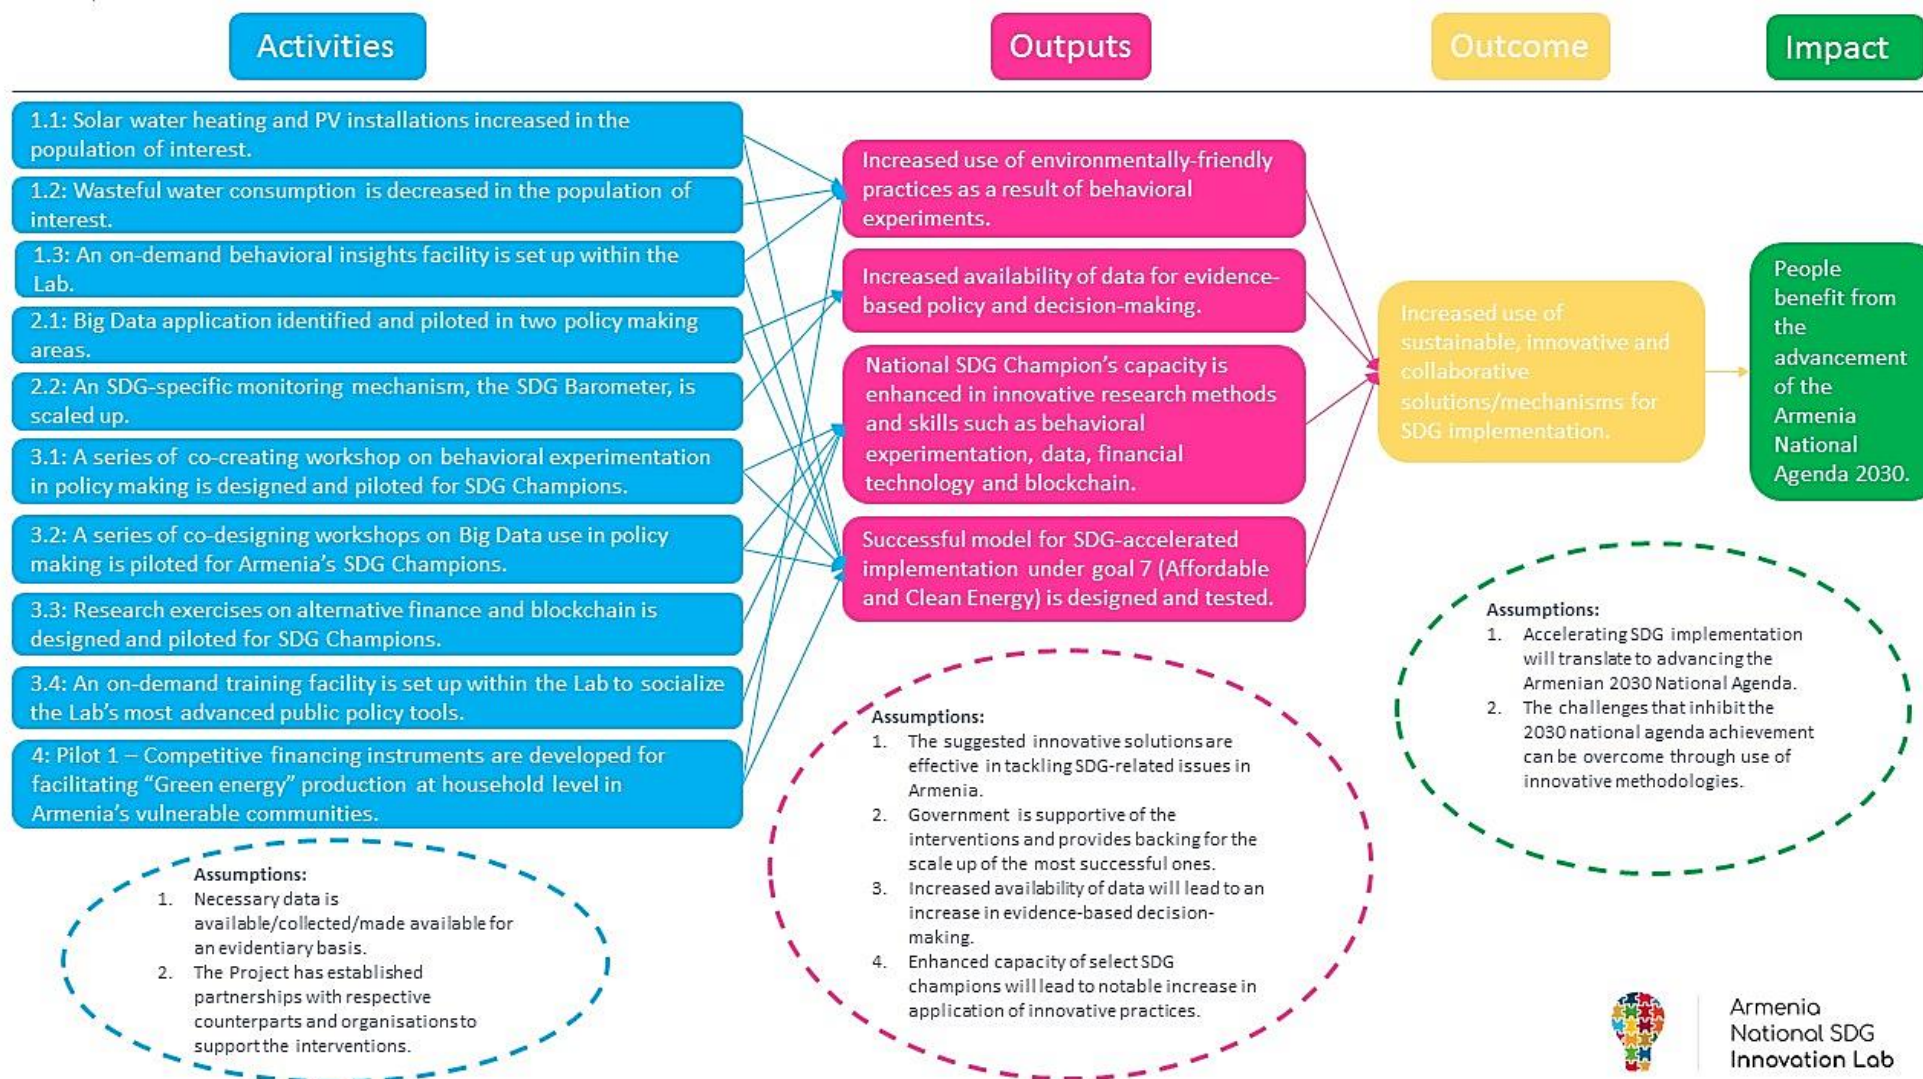 Activities
Outputs
Outcome
Impact
1.1: Solar water heating and PV installations increased in the
population of interest.
1.2: Wasteful water consumption is decreased in the population of
interest.
1.3: An on-demand behavioral insights facility is set up within the
Lab.
2.1: Big Data application identified and piloted in two policy making
areas.
2.2: An SDG-specific monitoring mechanism, the SDG Barometer, is
scaled up.
3.1: A series of co-creating workshop on behavioral experimentation
in policy making is designed and piloted for SDG Champions.
3.2: A series of co-designing workshops on Big Data use in policy
making is piloted for Armenia's SDG Champions.
3.3: Research exercises on alternative finance and blockchain is
designed and piloted for SDG Champions.
3.4: An on-demand training facility is set up within the Lab to socialize
the Lab's most advanced public policy tools.
4: Pilot 1 – Competitive financing instruments are developed for
facilitating “Green energy” production at household level in
Armenia's vulnerable communities.
Assumptions:
1. Necessary data is
available/collected/made available for
an evidentiary basis.
2. The Project has established
partnerships with respective
counterparts and organisations to
support the interventions.
Increased use of environmentally-friendly
practices as a result of behavioral
experiments.
Increased availability of data for evidence-
based policy and decision-making.
National SDG Champion's capacity is
enhanced in innovative research methods
and skills such as behavioral
experimentation, data, financial
technology and blockchain.
Successful model for SDG-accelerated
implementation under goal 7 (Affordable
and Clean Energy) is designed and tested.
Assumptions:
1. The suggested innovative solutions are
effective in tackling SDG-related issues in
Armenia.
2. Government is supportive of the
interventions and provides backing for the
scale up of the most successful ones.
3. Increased availability of data will lead to an
increase in evidence-based decision-
making.
4. Enhanced capacity of select SDG
champions will lead to notable increase in
application of innovative practices.
Increased use of
sustainable, innovative and
collaborative
solutions/mechanisms for
SDG implementation.
People
benefit from
the
advancement
of the
Armenia
National
Agenda 2030.
Assumptions:
1. Accelerating SDG implementation
will translate to advancing the
Armenian 2030 National Agenda.
2. The challenges that inhibit the
2030 national agenda achievement
can be overcome through use of
innovative methodologies.
Armenia
National SDG
Innovation Lab